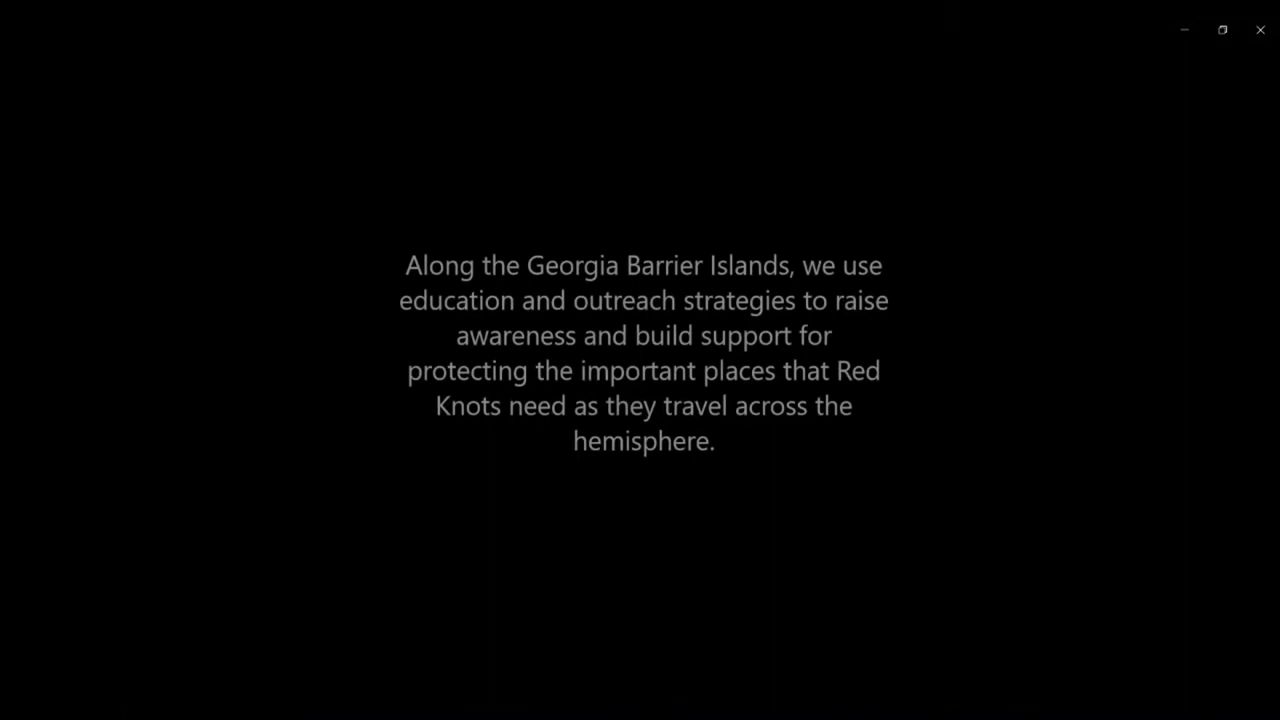 Along the Georgia Barrier Islands, we use
education and outreach strategies to raise
awareness and build support for
protecting the important places that Red
Knots need as they travel across the
hemisphere.